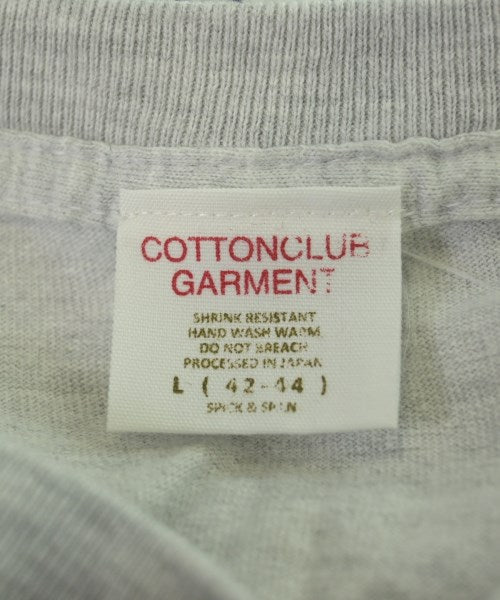 COTTONCLUB
GARMENT
SHRINK RESISTANT
HAND WASH WARM
DO NOT BREACH
PROCESSED IN JAPAN
L ( 42-44 )
SPICK & SPAN